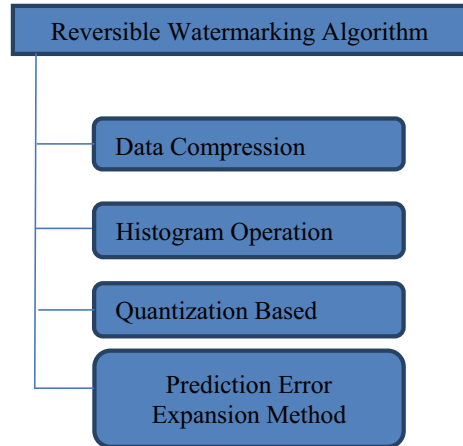 Reversible Watermarking Algorithm
Data Compression
Histogram Operation
Quantization Based
Prediction Error
Expansion Method